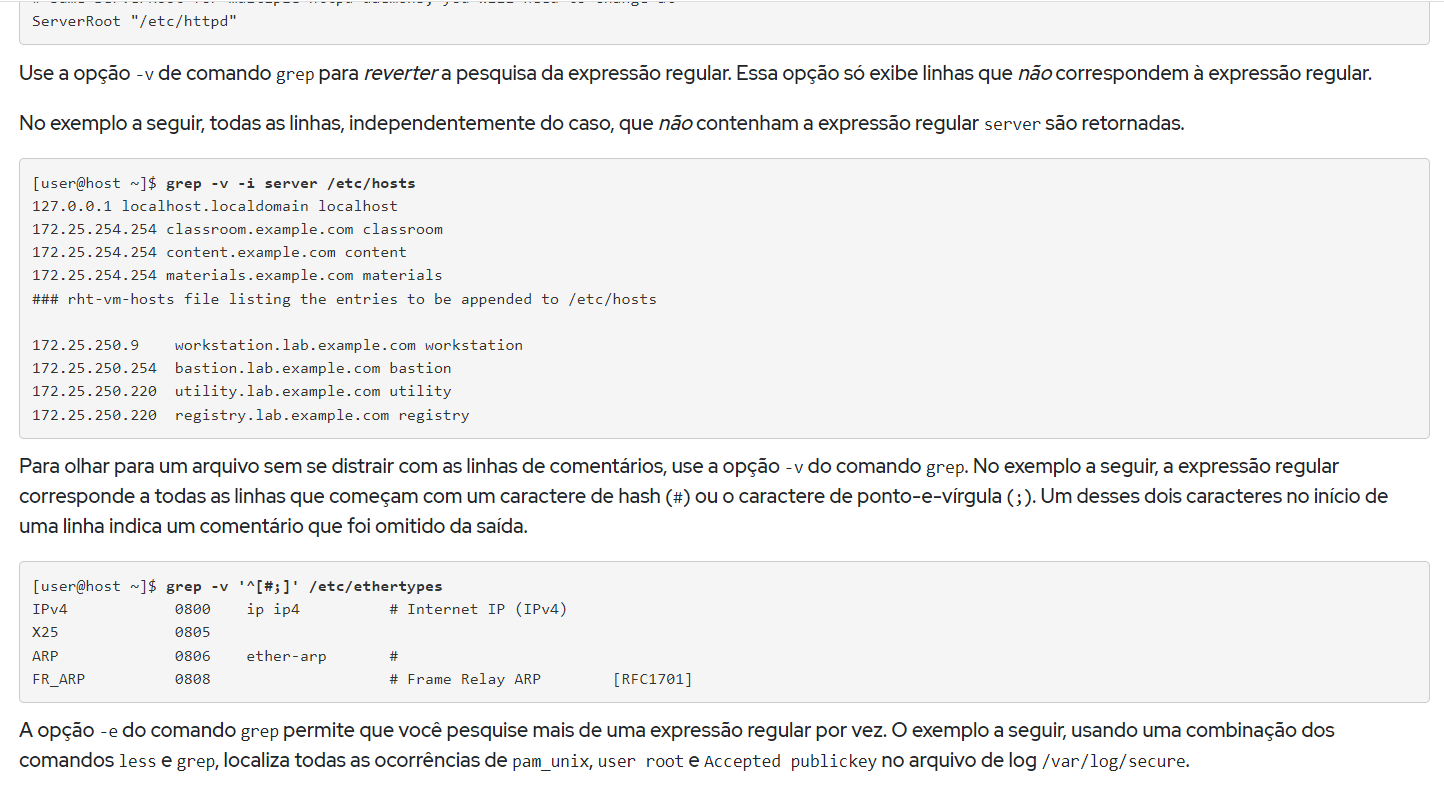 ServerRoot "/etc/httpd"
Use a opção -v de comando grep para reverter a pesquisa da expressão regular. Essa opção só exibe linhas que não correspondem à expressão regular.
No exemplo a seguir, todas as linhas, independentemente do caso, que não contenham a expressão regular server são retornadas.
[user@host ~]$ grep -v -i server /etc/hosts
127.0.0.1 localhost.localdomain localhost
172.25.254.254 classroom.example.com classroom
172.25.254.254 content.example.com content
172.25.254.254 materials.example.com materials
### rht-vm-hosts file listing the entries to be appended to /etc/hosts
172.25.250.9    workstation.lab.example.com workstation
172.25.250.254  bastion.lab.example.com bastion
172.25.250.220  utility.lab.example.com utility
172.25.250.220  registry.lab.example.com registry
Para olhar para um arquivo sem se distrair com as linhas de comentários, use a opção -v do comando grep. No exemplo a seguir, a expressão regular
corresponde a todas as linhas que começam com um caractere de hash (#) ou o caractere de ponto-e-vírgula (;). Um desses dois caracteres no início de
uma linha indica um comentário que foi omitido da saída.
[user@host ~]$ grep -v '^[#;]' /etc/ethertypes
IPv4            0800    ip ip4          # Internet IP (IPv4)
X25             0805
ARP             0806    ether-arp       #
FR_ARP          0808                    # Frame Relay ARP        [RFC1701]
A opção -e do comando grep permite que você pesquise mais de uma expressão regular por vez. O exemplo a seguir, usando uma combinação dos
comandos less e grep, localiza todas as ocorrências de pam_unix, user root e Accepted publickey no arquivo de log /var/log/secure.